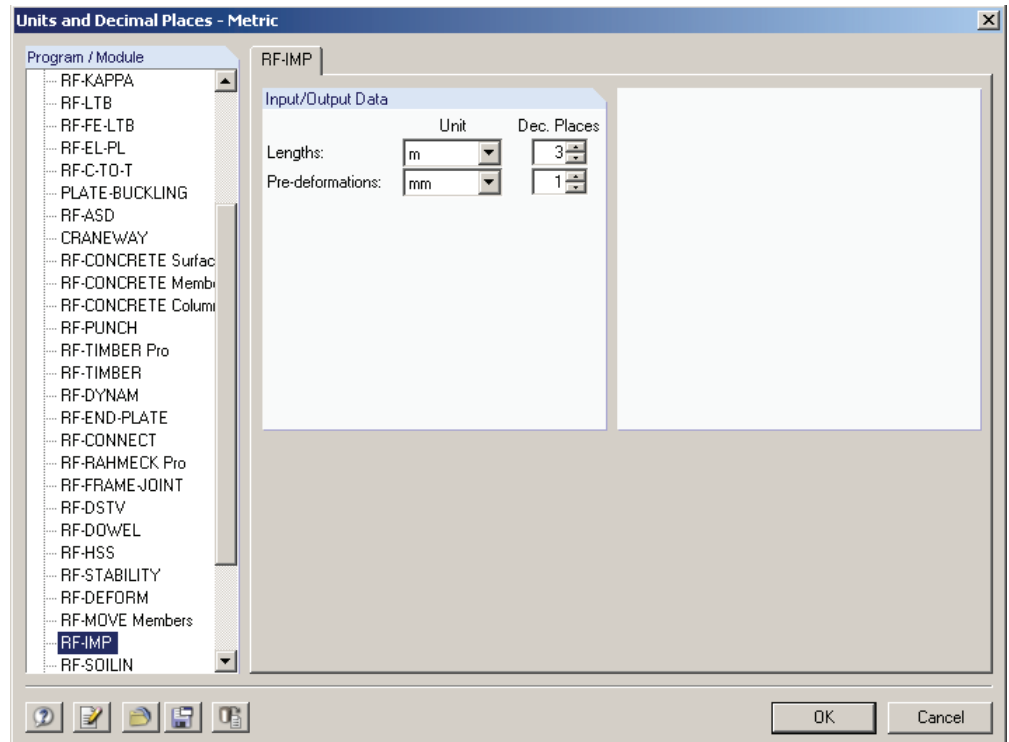 Units and Decimal Places - Metric
Program / Module
RF-KAPPA
RF-LTB
RF-FE-LTB
RF-EL-PL
RF-C-TO-T
PLATE-BUCKLING
RF-ASD
CRANEWAY
RF-CONCRETE Surfac
RF-CONCRETE Memb
RF-CONCRETE Colum
RF-PUNCH
RF-TIMBER Pro
RF-TIMBER
RF-DYNAM
RF-END-PLATE
RF-CONNECT
RF-RAHMECK Pro
RF-FRAME-JOINT
RF-DSTV
RF-DOWEL
RF-HSS
RF-STABILITY
RF-DEFORM
RF-MOVE Members
RF-IMP
RF-SOILIN
RF-IMP
Input/Output Data
Unit Dec. Places
Lengths: m 3
Pre-deformations: mm 1
OK Cancel